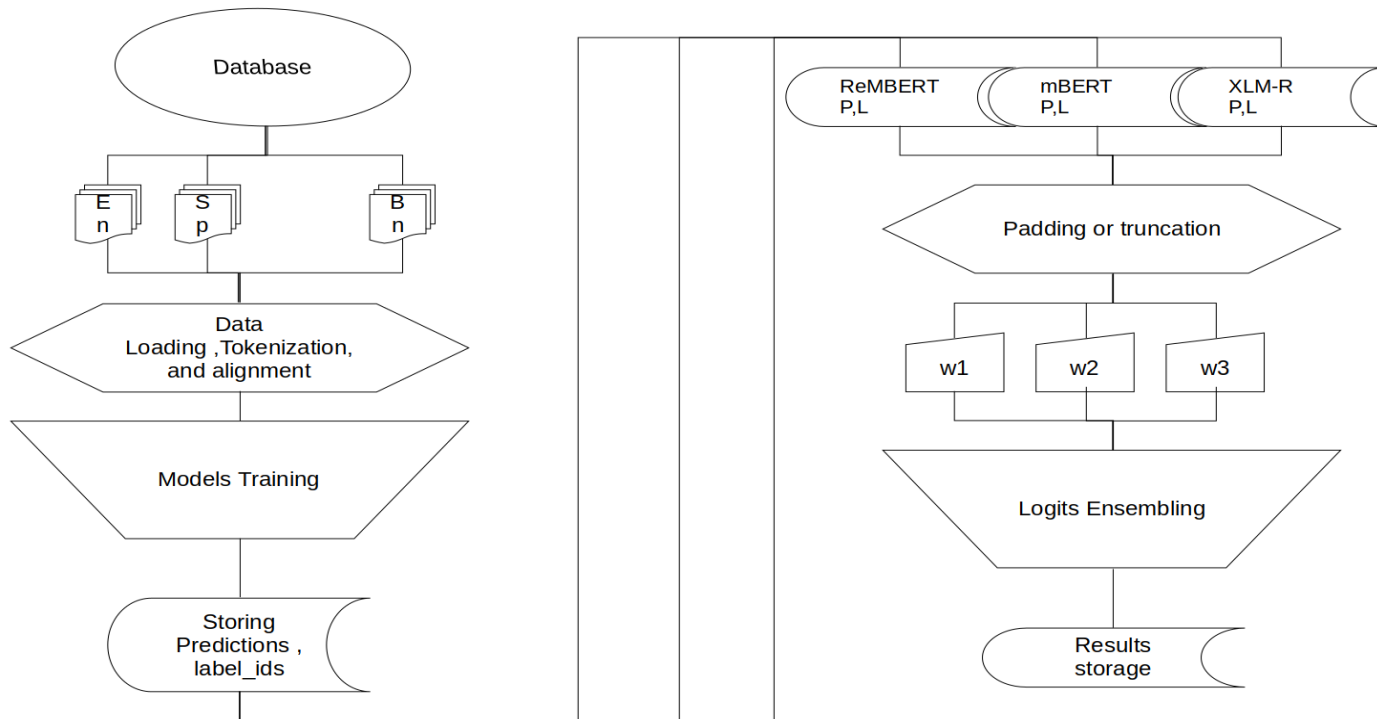 Database
E
n
S
p
B
n
Data
Loading ,Tokenization,
and alignment
Models Training
Storing
Predictions ,
label_ids
ReMBERT
P,L
mBERT
P,L
XLM-R
P,L
Padding or truncation
w1
w2
w3
Logits Ensembling
Results
storage